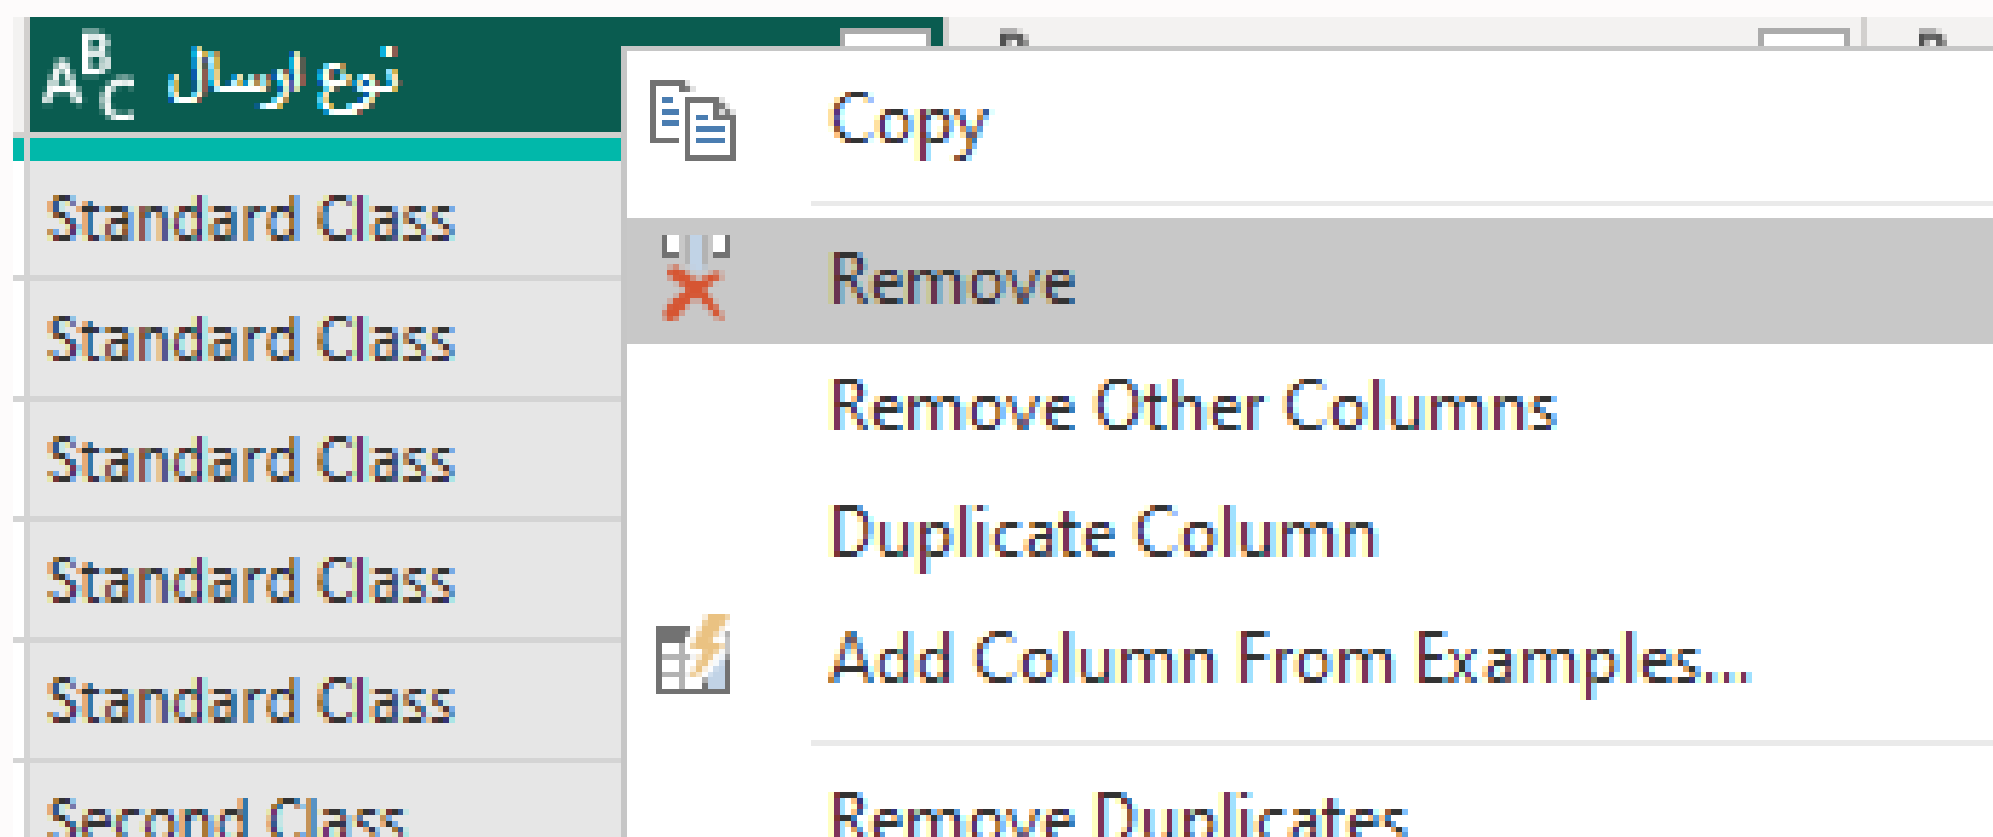 ABC نوع ارسال
Standard Class
Standard Class
Standard Class
Standard Class
Standard Class
Second Class
Copy
Remove
Remove Other Columns
Duplicate Column
Add Column From Examples...
Remove Duplicates